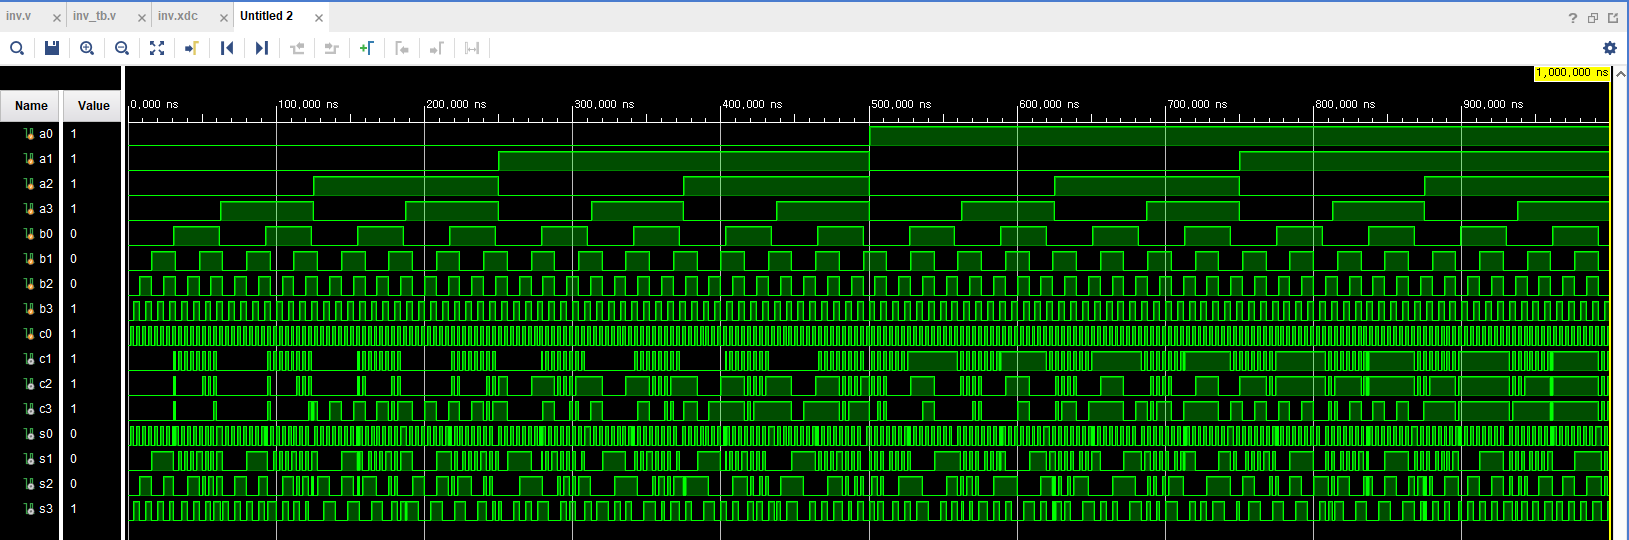 inv.v inv_tb.v inv.xdc Untitled 2
1,000,000 ns
Name Value 0,000 ns 100,000 ns 200,000 ns 300,000 ns 400,000 ns 500,000 ns 600,000 ns 700,000 ns 800,000 ns 900,000 ns
a0 1
a1 1
a2 1
a3 1
b0 0
b1 0
b2 0
b3 1
c0 1
c1 1
c2 1
c3 1
s0 0
s1 0
s2 0
s3 1